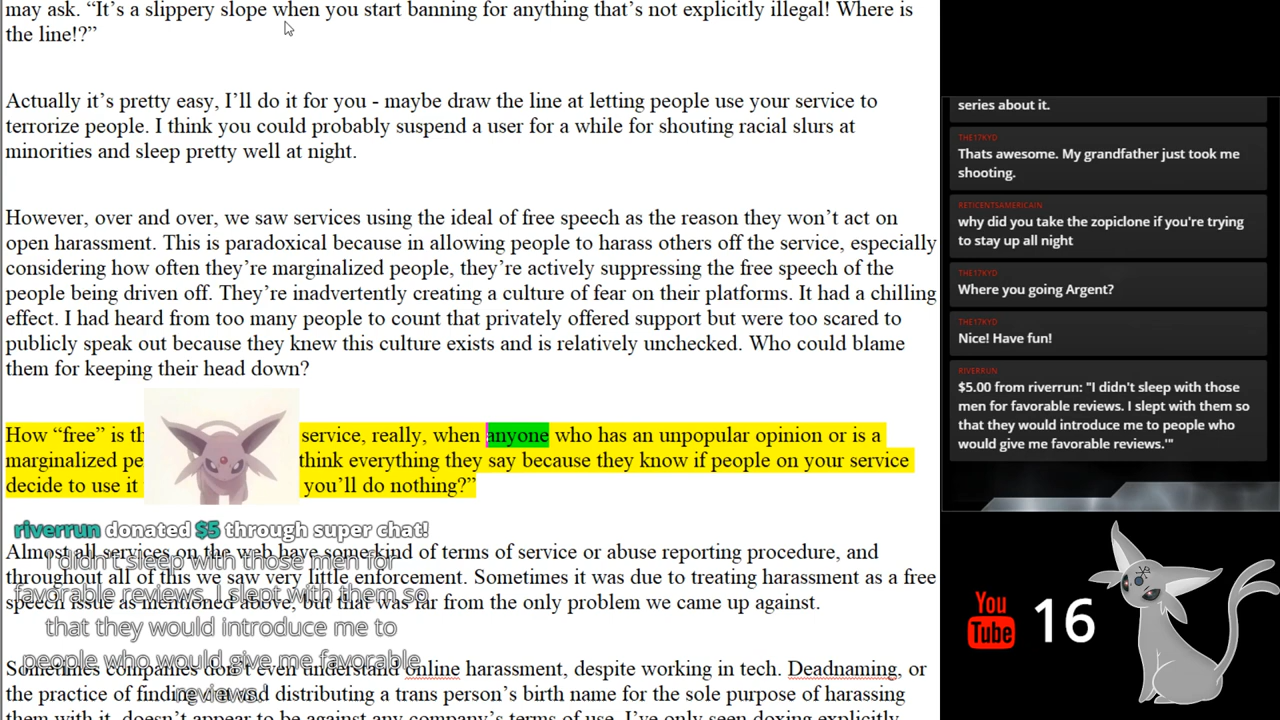 may ask. “It’s a slippery slope when you start banning for anything that’s not explicitly illegal! Where is
the line!?”
Actually it’s pretty easy, I’ll do it for you - maybe draw the line at letting people use your service to
terrorize people. I think you could probably suspend a user for a while for shouting racial slurs at
minorities and sleep pretty well at night.
However, over and over, we saw services using the ideal of free speech as the reason they won’t act on
open harassment. This is paradoxical because in allowing people to harass others off the service, especially
considering how often they’re marginalized people, they’re actively suppressing the free speech of the
people being driven off. They’re inadvertently creating a culture of fear on their platforms. It had a chilling
effect. I had heard from too many people to count that privately offered support but were too scared to
publicly speak out because they knew this culture exists and is relatively unchecked. Who could blame
them for keeping their head down?
How “free” is service, really, when anyone who has an unpopular opinion or is a
marginalized think everything they say because they know if people on your service
decide to use it you’ll do nothing?”
riverrun donated $5 through super chat!
I didn't sleep with those men for
favorable reviews. I slept with them so
that they would introduce me to
people who would give me favorable
reviews.'
Almost all services on the web have some kind of terms of service or abuse reporting procedure, and
throughout all of this we saw very little enforcement. Sometimes it was due to treating harassment as a free
speech issue as mentioned above, but that was far from the only problem we came up against.
Sometimes companies don’t even understand online harassment, despite working in tech. Deadnaming, or
the practice of finding and distributing a trans person’s birth name for the sole purpose of harassing
them with it, doesn’t appear to be against any company’s terms of use. I’ve only seen doxing explicitly
series about it.
THE17KYD
Thats awesome. My grandfather just took me
shooting.
RETICENTSAMERICAIN
why did you take the zopiclone if you're trying
to stay up all night
THE17KYD
Where you going Argent?
THE17KYD
Nice! Have fun!
RIVERRUN
$5.00 from riverrun: "I didn't sleep with those
men for favorable reviews. I slept with them so
that they would introduce me to people who
would give me favorable reviews.'"
You
Tube
16